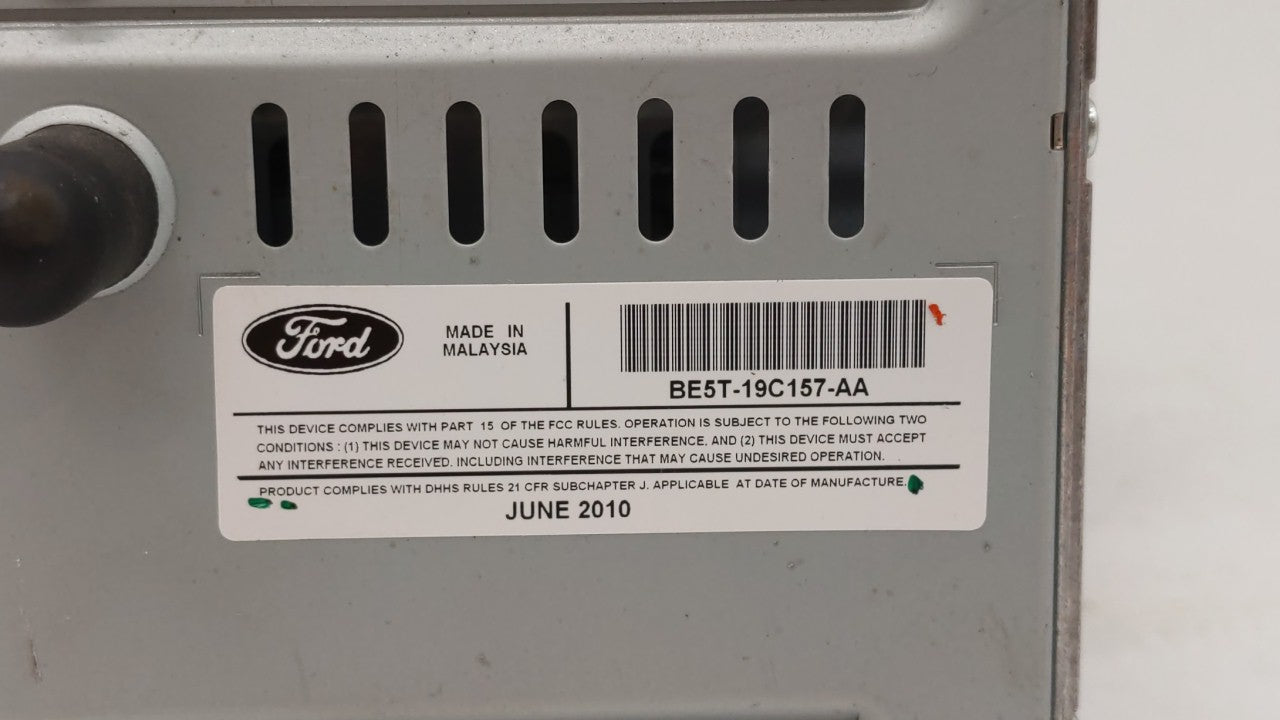 Ford
MADE IN
MALAYSIA
BE5T-19C157-AA
THIS DEVICE COMPLIES WITH PART 15 OF THE FCC RULES. OPERATION IS SUBJECT TO THE FOLLOWING TWO
CONDITIONS : (1) THIS DEVICE MAY NOT CAUSE HARMFUL INTERFERENCE, AND (2) THIS DEVICE MUST ACCEPT
ANY INTERFERENCE RECEIVED. INCLUDING INTERFERENCE THAT MAY CAUSE UNDESIRED OPERATION.
PRODUCT COMPLIES WITH DHHS RULES 21 CFR SUBCHAPTER J. APPLICABLE AT DATE OF MANUFACTURE.
JUNE 2010